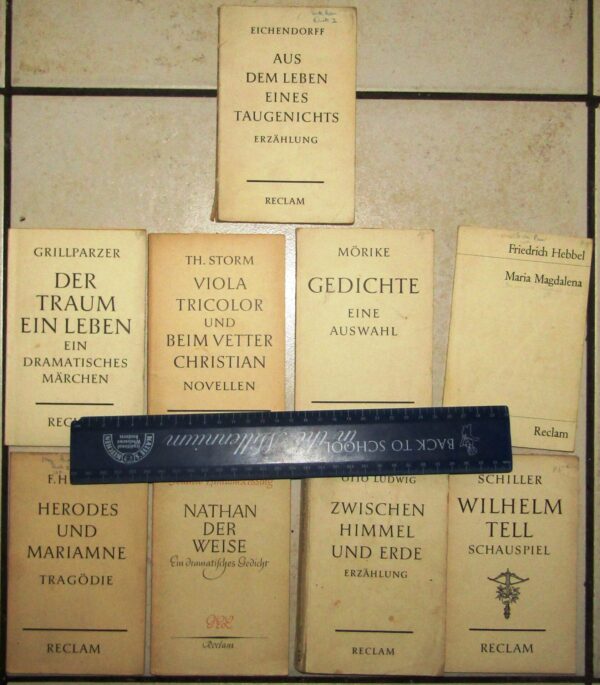 EICHENDORFF
AUS
DEM LEBEN
EINES
TAUGENICHTS
ERZÄHLUNG
RECLAM
GRILLPARZER
DER
TRAUM
EIN LEBEN
EIN
DRAMATISCHES
MÄRCHEN
TH. STORM
VIOLA
TRICOLOR
UND
BEIM VETTER
CHRISTIAN
NOVELLEN
MÖRIKE
GEDICHTE
EINE
AUSWAHL
Friedrich Hebbel
Maria Magdalena
Reclam
BACK TO SCHOOL
in the Millennium
HERODES
UND
MARIAMNE
TRAGÖDIE
RECLAM
NATHAN
DER
WEISE
Ein dramatisches Gedicht
Reclam
OTTO LUDWIG
ZWISCHEN
HIMMEL
UND ERDE
ERZÄHLUNG
RECLAM
SCHILLER
WILHELM
TELL
SCHAUSPIEL
RECLAM